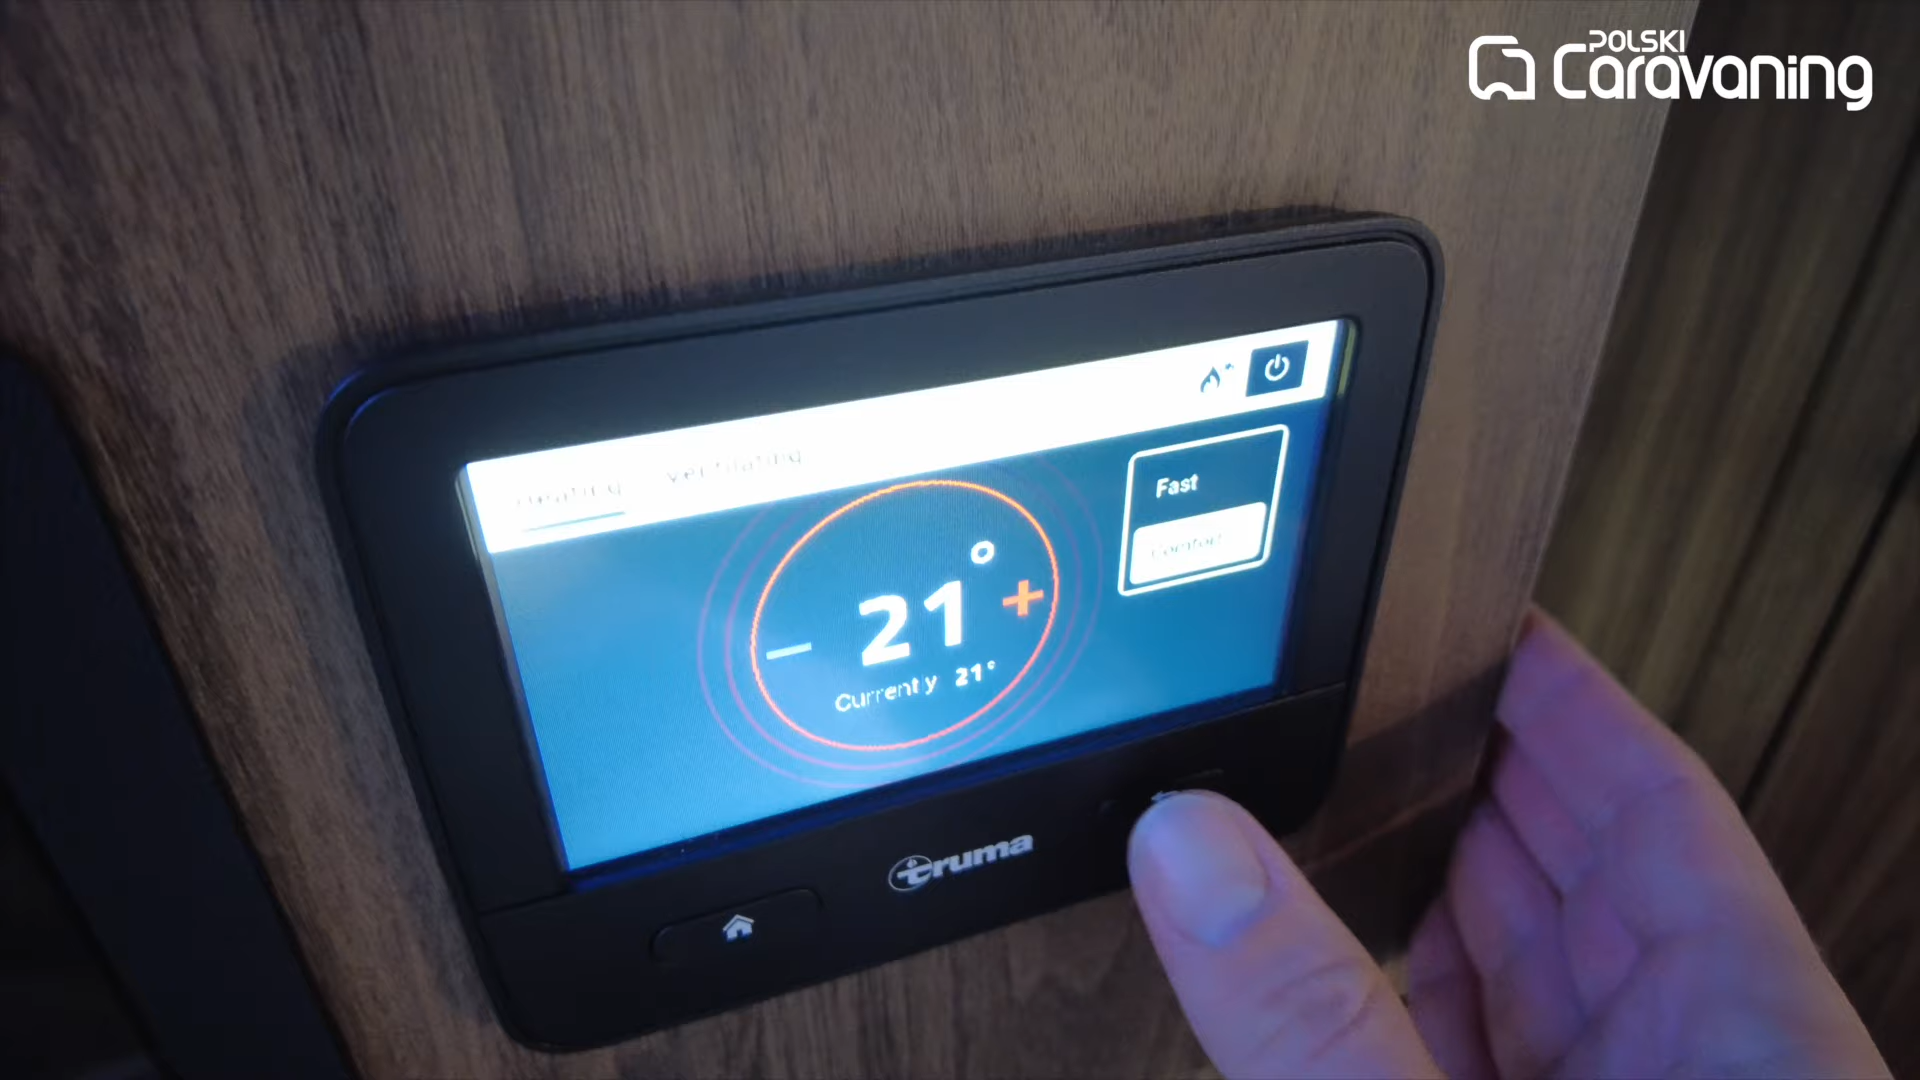 POLSKI
Caravaning
Heating Ventilating
Fast
Comfort
21°
− +
Currently 21°
truma